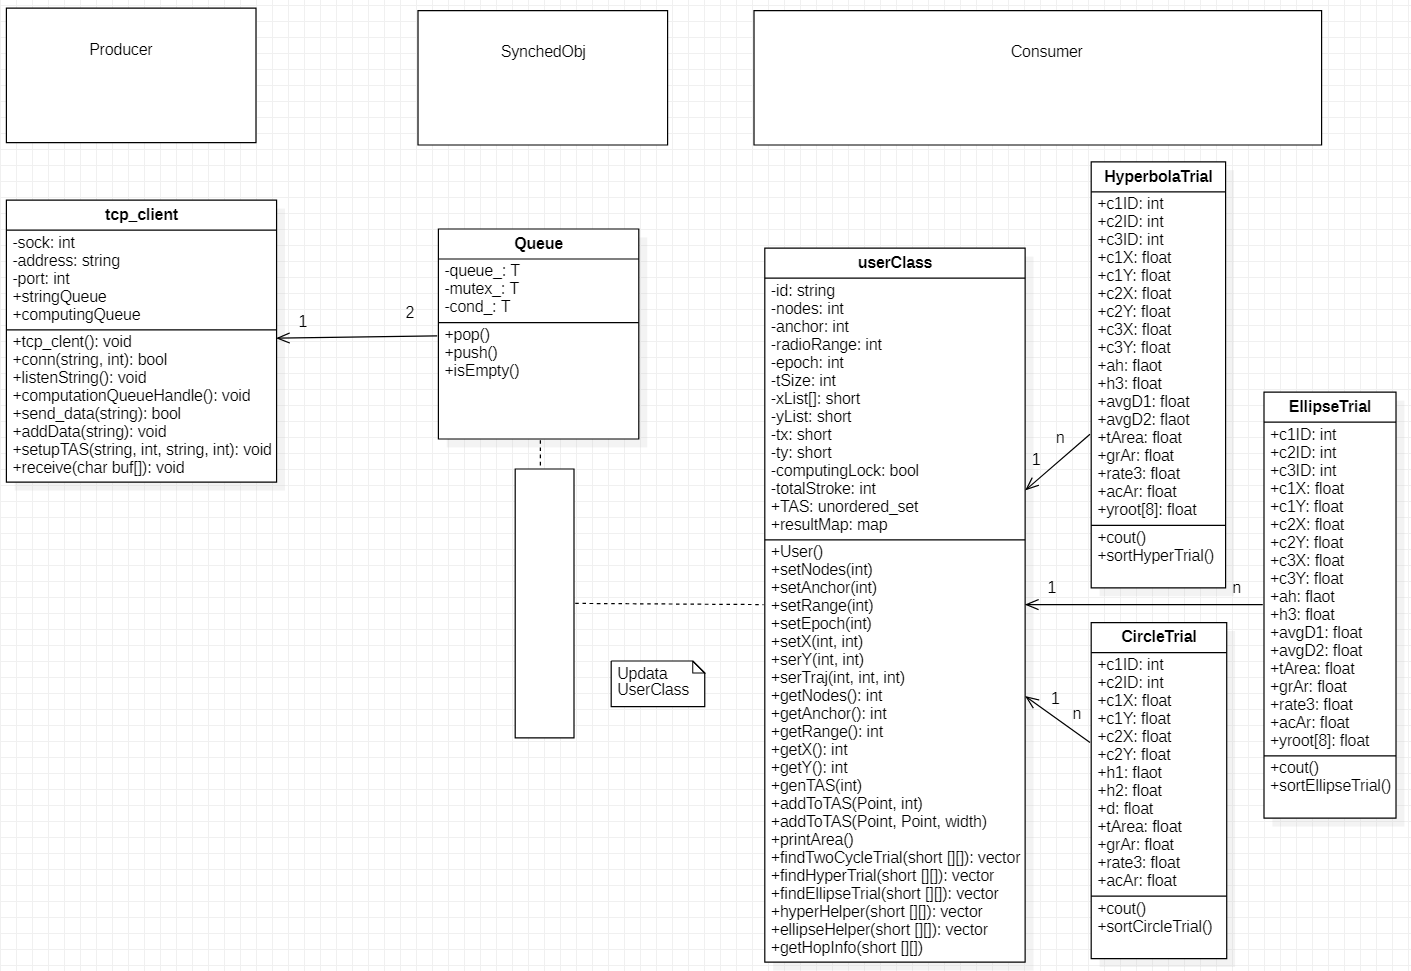 Producer
SynchedObj
Consumer
tcp_client
-sock: int
-address: string
-port: int
+stringQueue
+computingQueue
+tcp_clent(): void
+conn(string, int): bool
+listenString(): void
+computationQueueHandle(): void
+send_data(string): bool
+addData(string): void
+setupTAS(string, int, string, int): void
+receive(char buf[]): void
1
2
Queue
-queue_: T
-mutex_: T
-cond_: T
+pop()
+push()
+isEmpty()
Updata
UserClass
userClass
-id: string
-nodes: int
-anchor: int
-radioRange: int
-epoch: int
-tSize: int
-xList[]: short
-yList: short
-tx: short
-ty: short
-computingLock: bool
-totalStroke: int
+TAS: unordered_set
+resultMap: map
+User()
+setNodes(int)
+setAnchor(int)
+setRange(int)
+setEpoch(int)
+setX(int, int)
+serY(int, int)
+serTraj(int, int, int)
+getNodes(): int
+getAnchor(): int
+getRange(): int
+getX(): int
+getY(): int
+genTAS(int)
+addToTAS(Point, int)
+addToTAS(Point, Point, width)
+printArea()
+findTwoCycleTrial(short [][]): vector
+findHyperTrial(short [][]): vector
+findEllipseTrial(short [][]): vector
+hyperHelper(short [][]): vector
+ellipseHelper(short [][]): vector
+getHopInfo(short [][])
n
1
1
n
1
n
HyperbolaTrial
+c1ID: int
+c2ID: int
+c3ID: int
+c1X: float
+c1Y: float
+c2X: float
+c2Y: float
+c3X: float
+c3Y: float
+ah: flaot
+h3: float
+avgD1: float
+avgD2: flaot
+tArea: float
+grAr: float
+rate3: float
+acAr: float
+yroot[8]: float
+cout()
+sortHyperTrial()
CircleTrial
+c1ID: int
+c2ID: int
+c1X: float
+c1Y: float
+c2X: float
+c2Y: float
+h1: flaot
+h2: float
+d: float
+tArea: float
+grAr: float
+rate3: float
+acAr: float
+cout()
+sortCircleTrial()
EllipseTrial
+c1ID: int
+c2ID: int
+c3ID: int
+c1X: float
+c1Y: float
+c2X: float
+c2Y: float
+c3X: float
+c3Y: float
+ah: flaot
+h3: float
+avgD1: float
+avgD2: float
+tArea: float
+grAr: float
+rate3: float
+acAr: float
+yroot[8]: float
+cout()
+sortEllipseTrial()